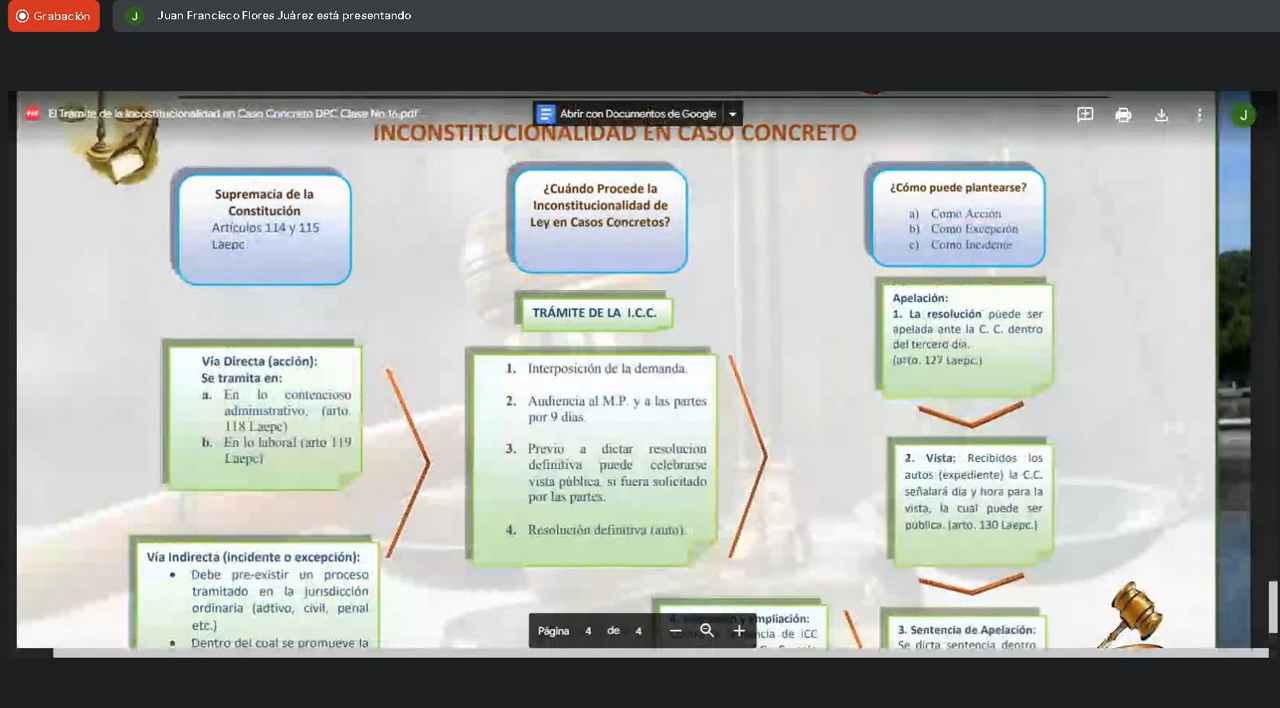 Grabación
J Juan Francisco Flores Juárez está presentando
El Trámite de la Incostitucionalidad en Caso Concreto DPC Clase No.16.pdf
Abrir con Documentos de Google
J
INCONSTITUCIONALIDAD EN CASO CONCRETO
Supremacía de la
Constitución
Artículos 114 y 115
Laepc
¿Cuándo Procede la
Inconstitucionalidad de
Ley en Casos Concretos?
¿Cómo puede plantearse?
a) Como Acción
b) Como Excepción
c) Como Incidente
TRÁMITE DE LA I.C.C.
Vía Directa (acción):
Se tramita en:
a. En lo contencioso
administrativo. (arto.
118 Laepc)
b. En lo laboral (arto 119
Laepc)
1. Interposición de la demanda.
2. Audiencia al M.P. y a las partes
por 9 días.
3. Previo a dictar resolución
definitiva puede celebrarse
vista pública, si fuera solicitado
por las partes.
4. Resolución definitiva (auto).
Apelación:
1. La resolución puede ser
apelada ante la C. C. dentro
del tercero día.
(arto. 127 Laepc.)
2. Vista: Recibidos los
autos (expediente) la C.C.
señalará día y hora para la
vista, la cual puede ser
pública. (arto. 130 Laepc.)
Vía Indirecta (incidente o excepción):
• Debe pre-existir un proceso
tramitado en la jurisdicción
ordinaria (adtivo, civil, penal
etc.)
• Dentro del cual se promueve la
mpliación:
de ICC
3. Sentencia de Apelación:
Se dicta sentencia dentro
Página 4 de 4